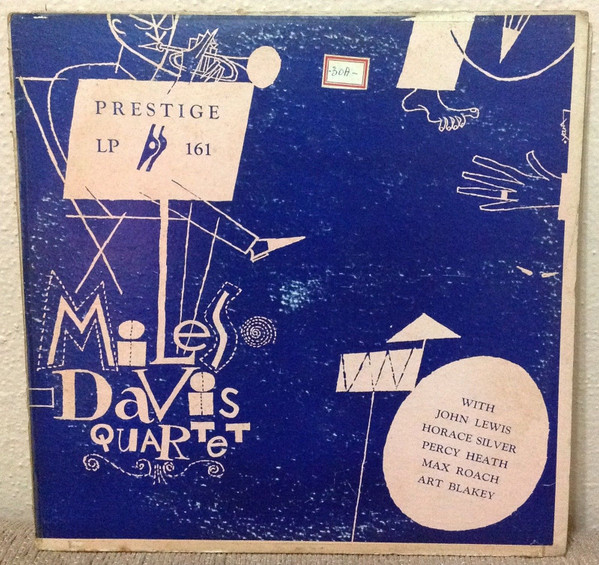 PRESTIGE
LP 161
MiLeS
DaVis
QUARTeT
WITH
JOHN LEWIS
HORACE SILVER
PERCY HEATH
MAX ROACH
ART BLAKEY